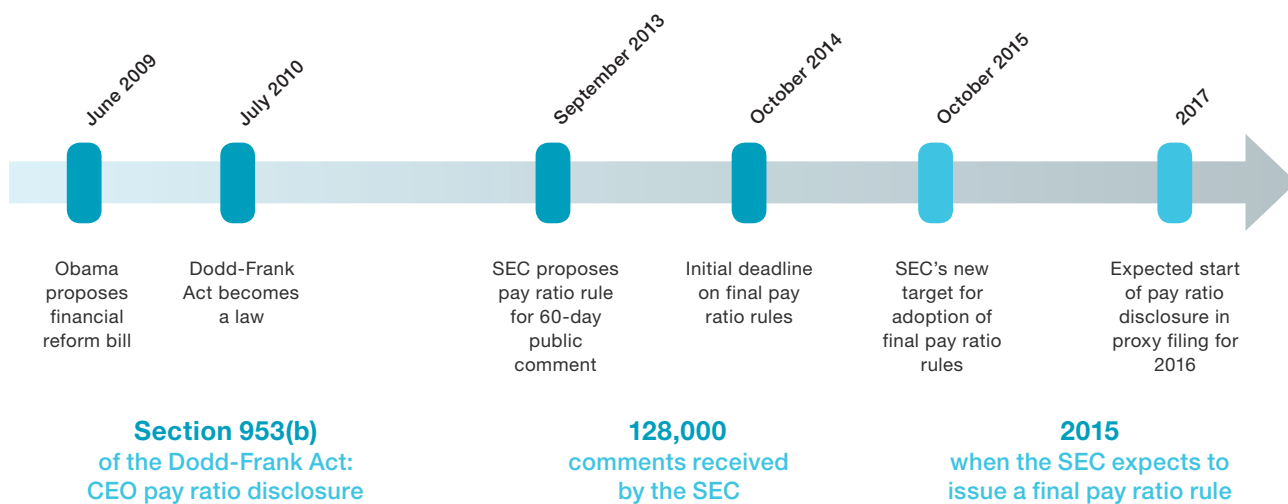 June 2009
July 2010
September 2013
October 2014
October 2015
2017
Obama
proposes
financial
reform bill
Dodd-Frank
Act becomes
a law
SEC proposes
pay ratio rule
for 60-day
public
comment
Initial deadline
on final pay
ratio rules
SEC’s new
target for
adoption of
final pay ratio
rules
Expected start
of pay ratio
disclosure in
proxy filing for
2016
Section 953(b)
of the Dodd-Frank Act:
CEO pay ratio disclosure
128,000
comments received
by the SEC
2015
when the SEC expects to
issue a final pay ratio rule